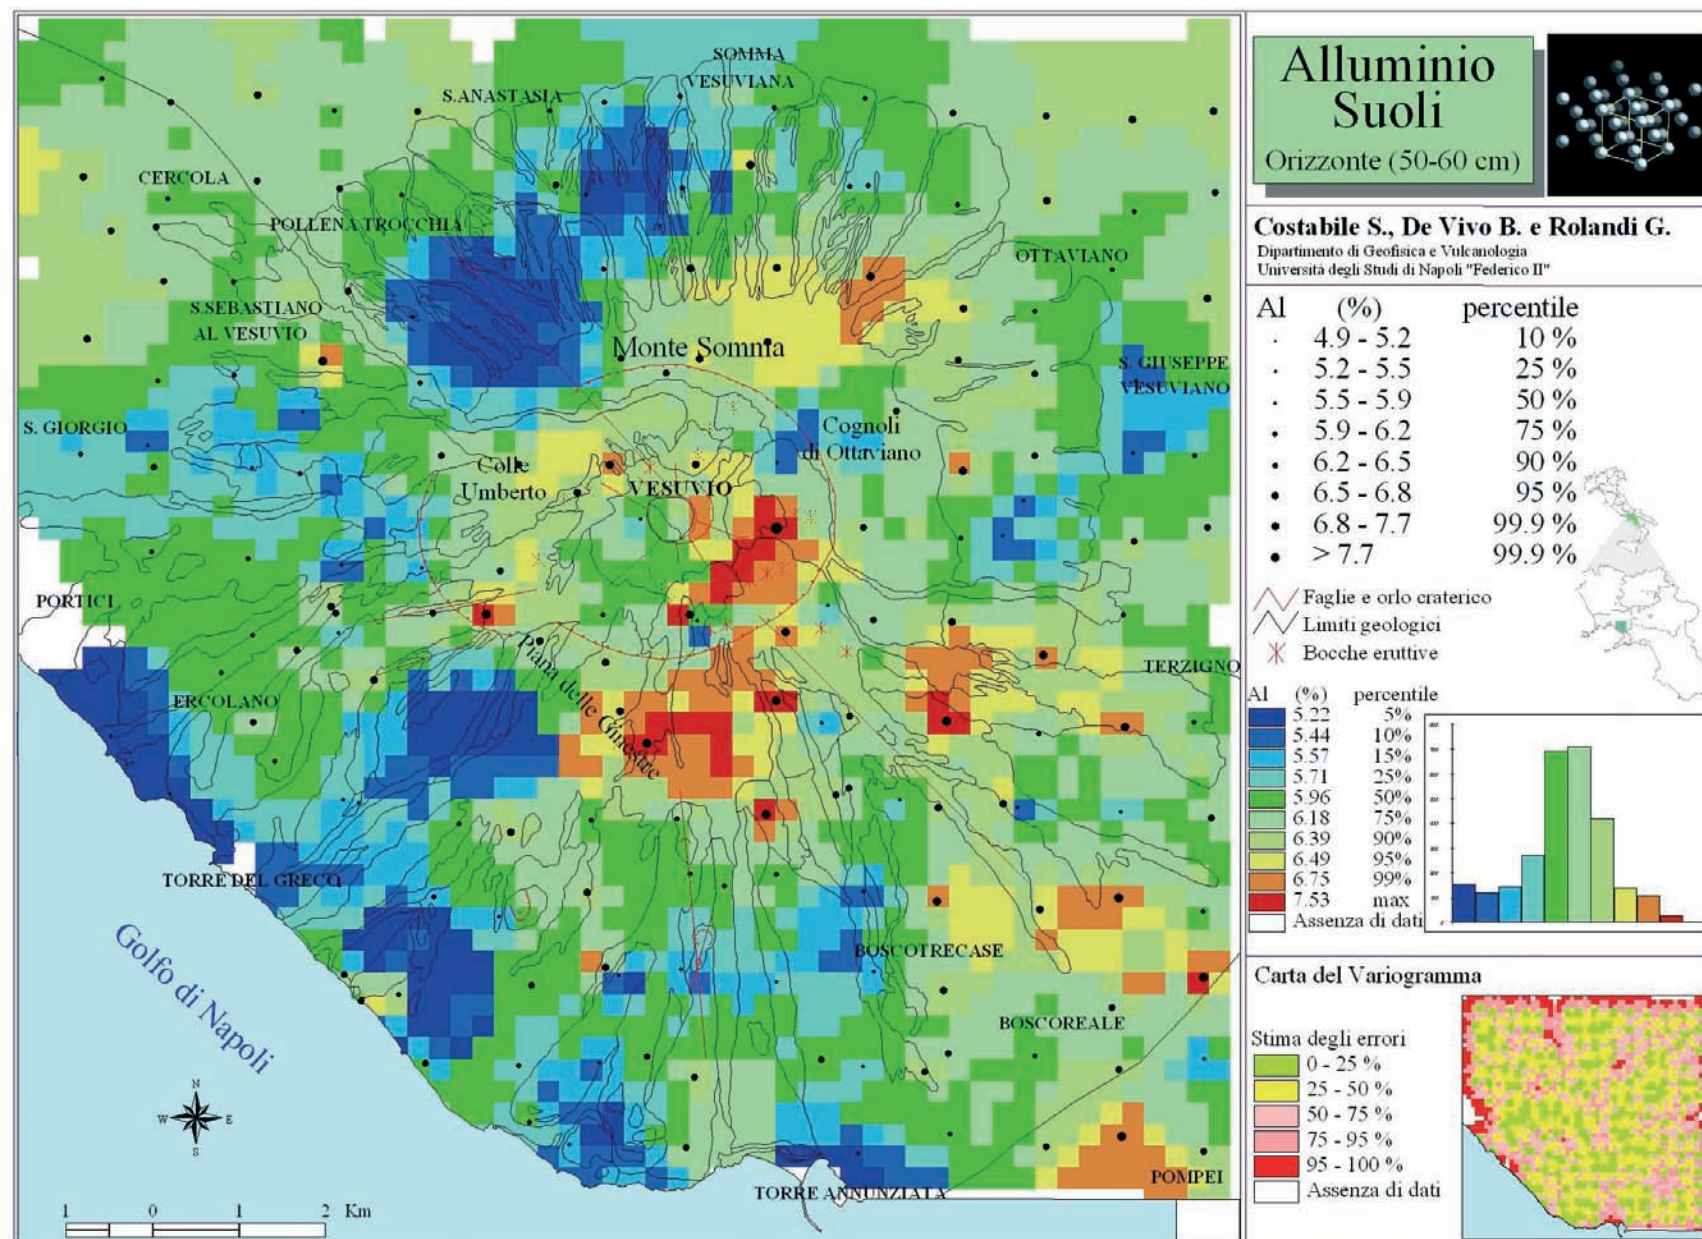 SOMMA
VESUVIANA
S.ANASTASIA
CERCOLA
POLLENA TROCCHIA
OTTAVIANO
S.SEBASTIANO
AL VESUVIO
Monte Somma
S. GIUSEPPE
VESUVIANO
S. GIORGIO
Cognoli
di Ottaviano
Colle
Umberto
VESUVIO
PORTICI
Piana delle Ginestre
TERZIGNO
ERCOLANO
TORRE DEL GRECO
BOSCOTRECASE
Golfo di Napoli
BOSCOREALE
N
W E
S
POMPEI
TORRE ANNUNZIATA
1 0 1 2 Km
Alluminio
Suoli
Orizzonte (50-60 cm)
Costabile S., De Vivo B. e Rolandi G.
Dipartimento di Geofisica e Vulcanologia
Università degli Studi di Napoli "Federico II"
Al (%) percentile
4.9 - 5.2 10 %
5.2 - 5.5 25 %
5.5 - 5.9 50 %
5.9 - 6.2 75 %
6.2 - 6.5 90 %
6.5 - 6.8 95 %
6.8 - 7.7 99.9 %
> 7.7 99.9 %
Faglie e orlo craterico
Limiti geologici
Bocche eruttive
Al (%) percentile
5.22 5%
5.44 10%
5.57 15%
5.71 25%
5.96 50%
6.18 75%
6.39 90%
6.49 95%
6.75 99%
7.53 max
Assenza di dati
Carta del Variogramma
Stima degli errori
0 - 25 %
25 - 50 %
50 - 75 %
75 - 95 %
95 - 100 %
Assenza di dati